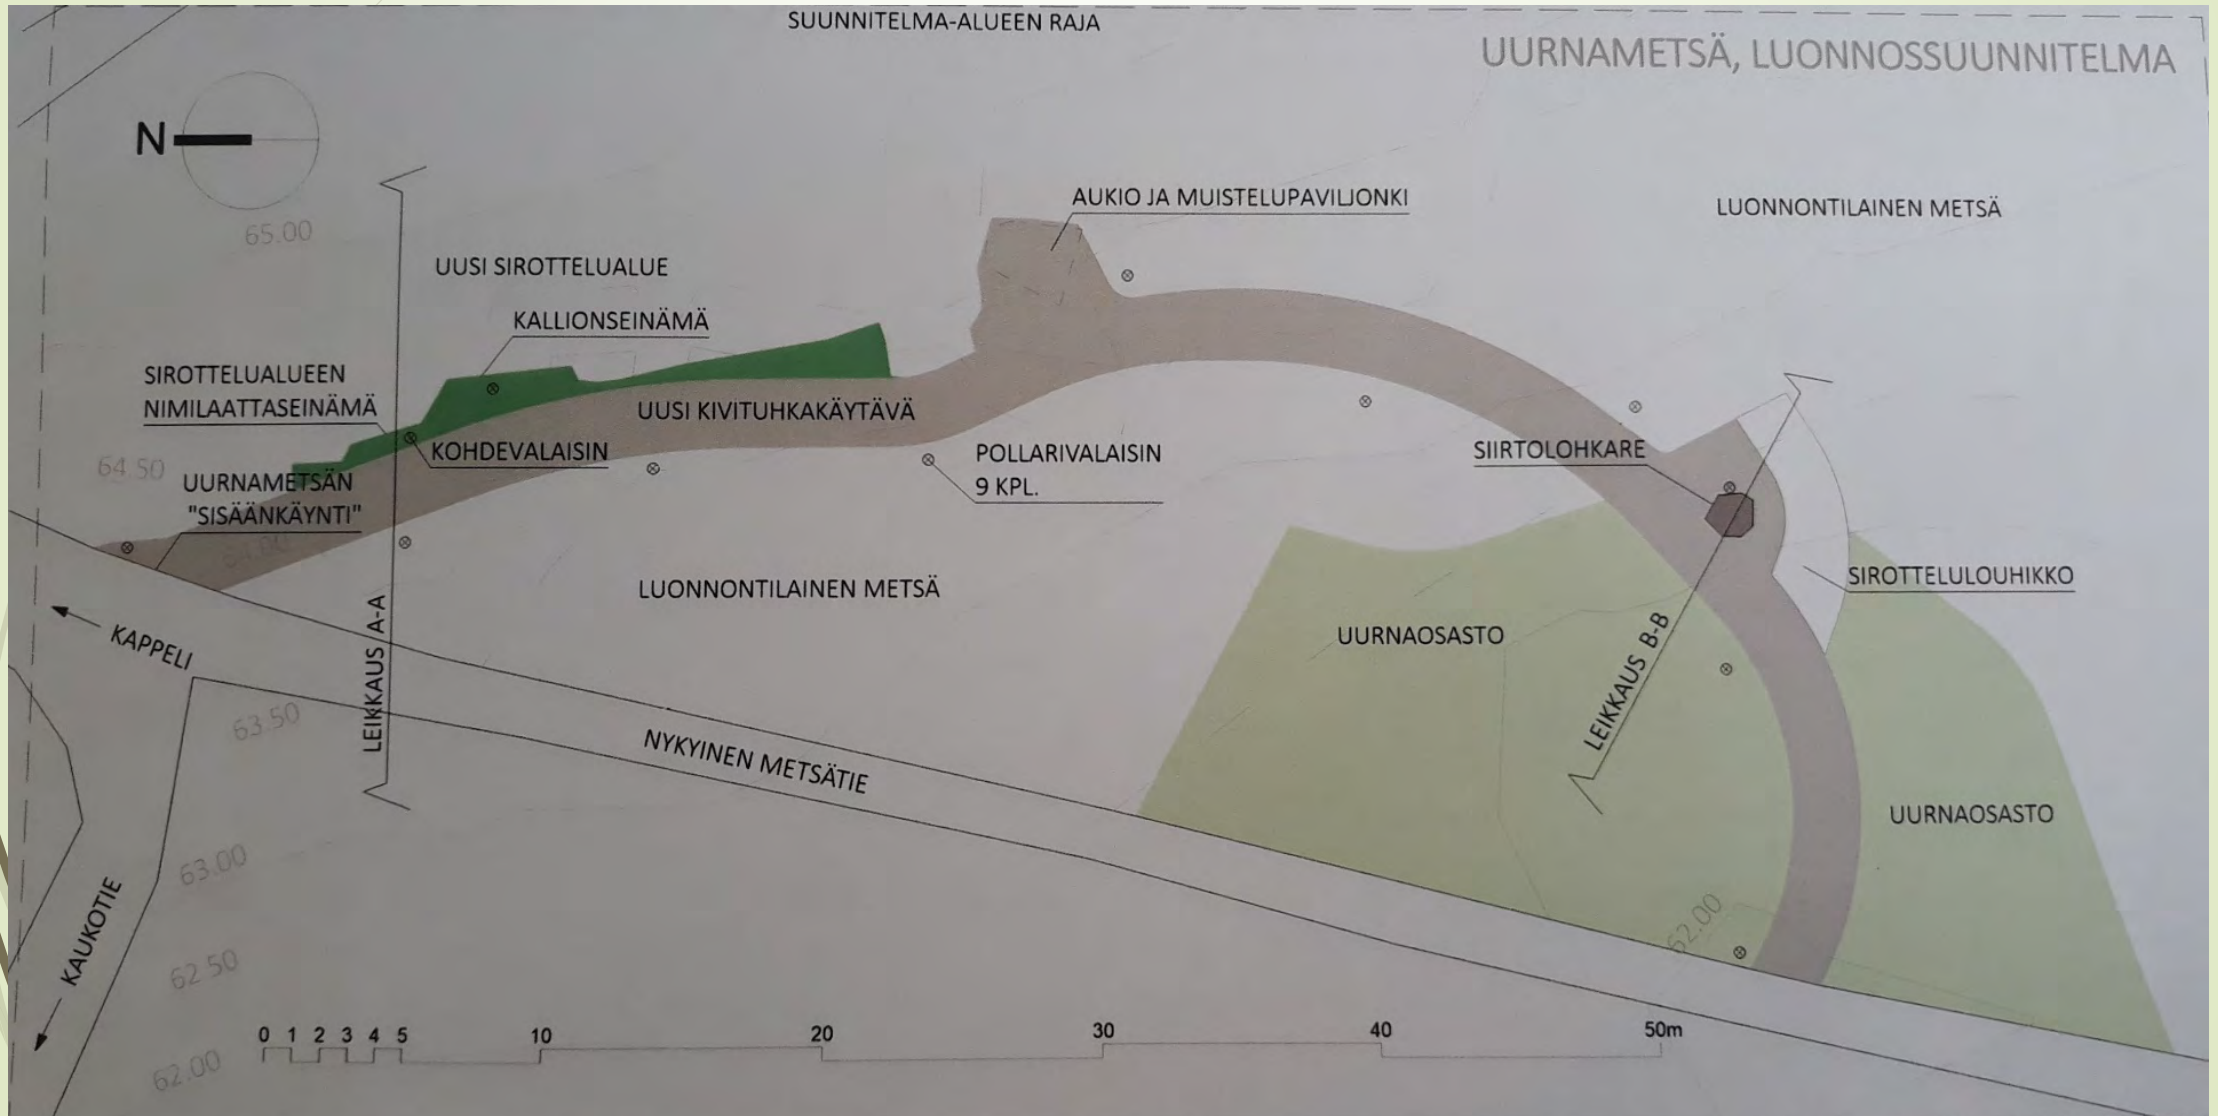 SUUNNITELMA-ALUEEN RAJA
UURNAMETSÄ, LUONNOSSUUNNITELMA
N
65.00
AUKIO JA MUISTELUPAVILJONKI
LUONNONTILAINEN METSÄ
UUSI SIROTTELUALUE
KALLIONSEINÄMÄ
SIROTTELUALUEEN
NIMILAATTASEINÄMÄ
UUSI KIVITUHKAKÄYTÄVÄ
KOHDEVALAISIN
POLLARIVALAISIN
9 KPL.
SIIRTOLOHKARE
64.50
UURNAMETSÄN
"SISÄÄNKÄYNTI"
64.00
LUONNONTILAINEN METSÄ
SIROTTELULOUHIKKO
UURNAOSASTO
KAPPELI
LEIKKAUS A-A
LEIKKAUS B-B
63.50
NYKYINEN METSÄTIE
UURNAOSASTO
63.00
KAUKOTIE
62.00
62.50
0 1 2 3 4 5 10 20 30 40 50m
62.00